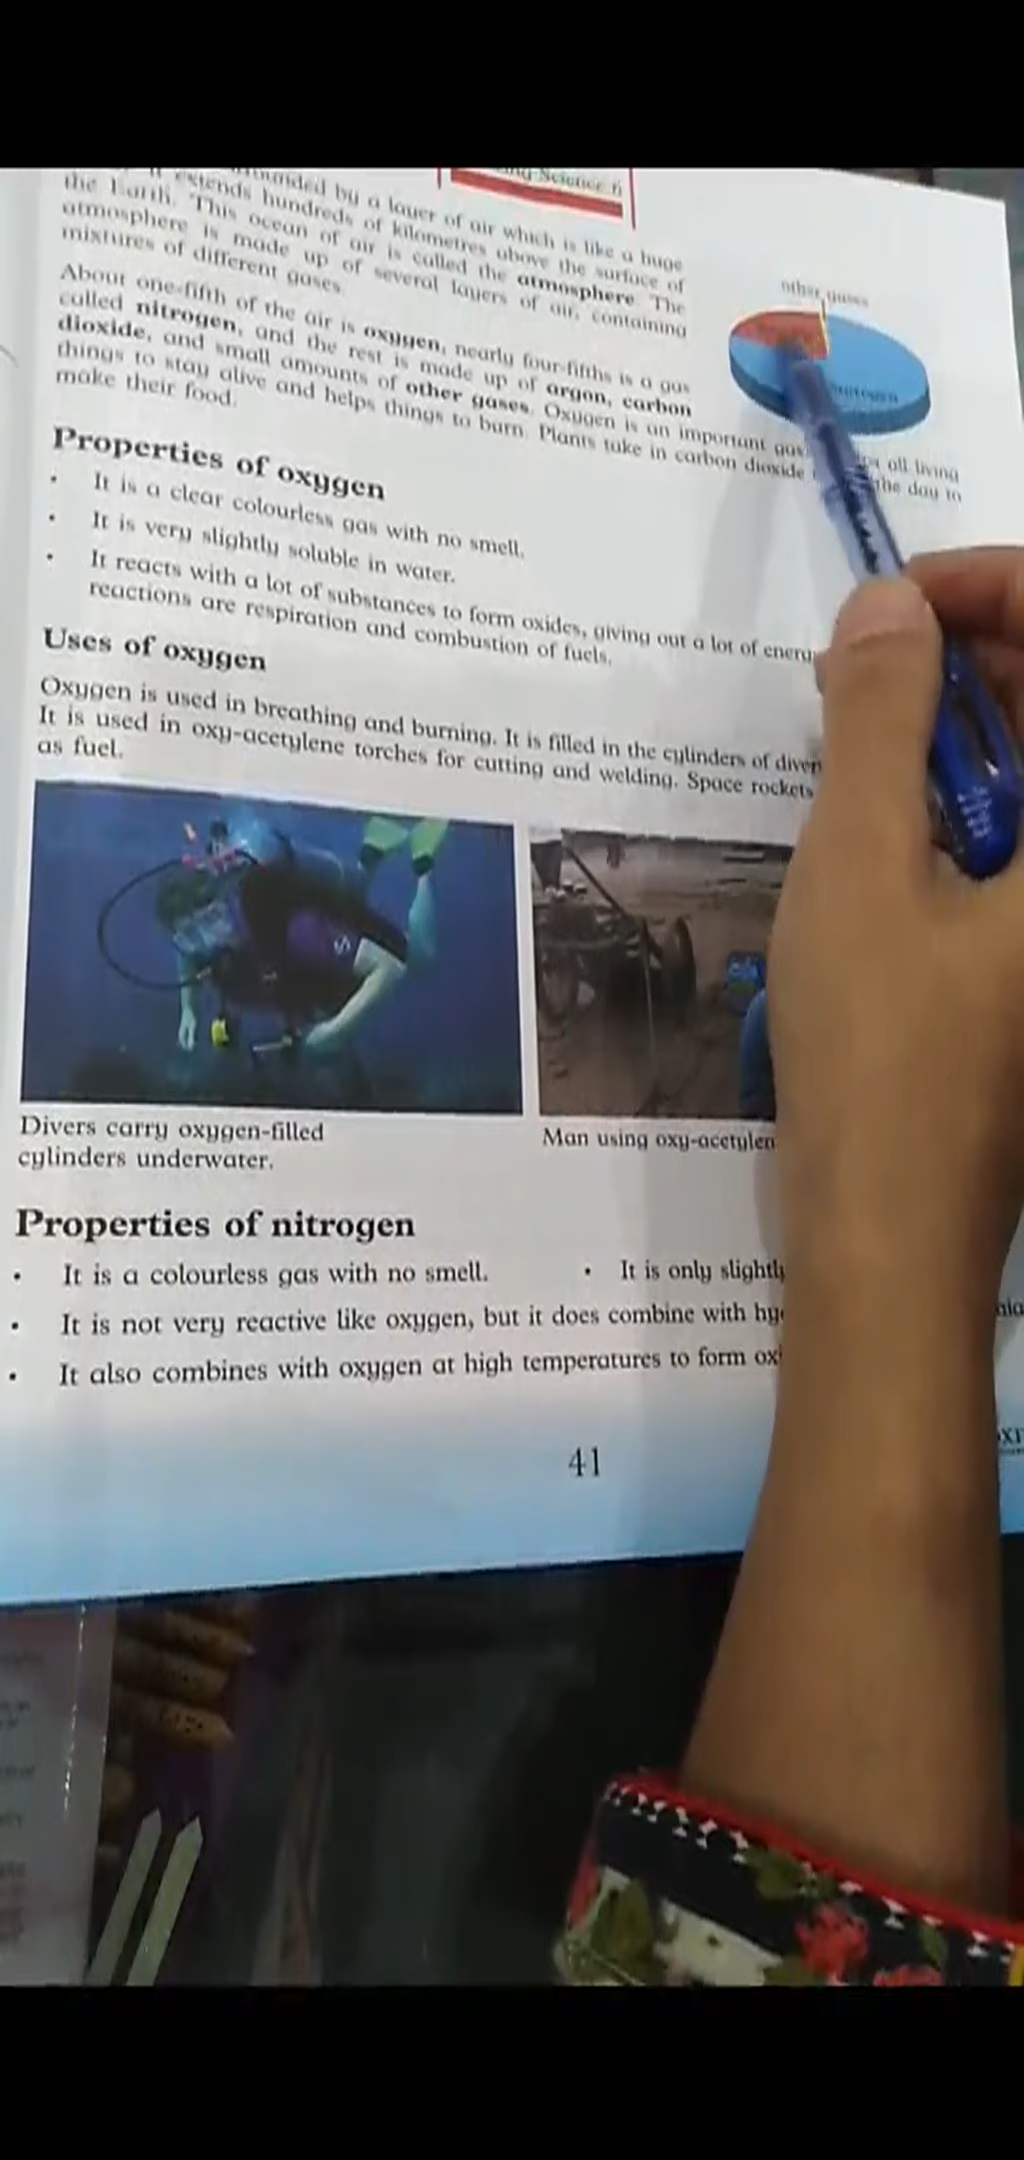 Science 6
rounded by a layer of air which is like a huge
it extends hundreds of kilometres above the surface of
the Earth. This ocean of air is called the atmosphere. The
atmosphere is made up of several layers of air, containing
mixtures of different gases.
other gases
nitrogen
About one-fifth of the air is oxygen, nearly four-fifths is a gas
called nitrogen, and the rest is made up of argon, carbon
dioxide, and small amounts of other gases. Oxygen is an important gas all living
things to stay alive and helps things to burn. Plants take in carbon dioxide the day to
make their food.
Properties of oxygen
• It is a clear colourless gas with no smell.
• It is very slightly soluble in water.
• It reacts with a lot of substances to form oxides, giving out a lot of energy
reactions are respiration and combustion of fuels.
Uses of oxygen
Oxygen is used in breathing and burning. It is filled in the cylinders of diver
It is used in oxy-acetylene torches for cutting and welding. Space rockets
as fuel.
Divers carry oxygen-filled
cylinders underwater.
Man using oxy-acetylen
Properties of nitrogen
• It is a colourless gas with no smell.
• It is only slightly
• It is not very reactive like oxygen, but it does combine with hy
• It also combines with oxygen at high temperatures to form oxi
41